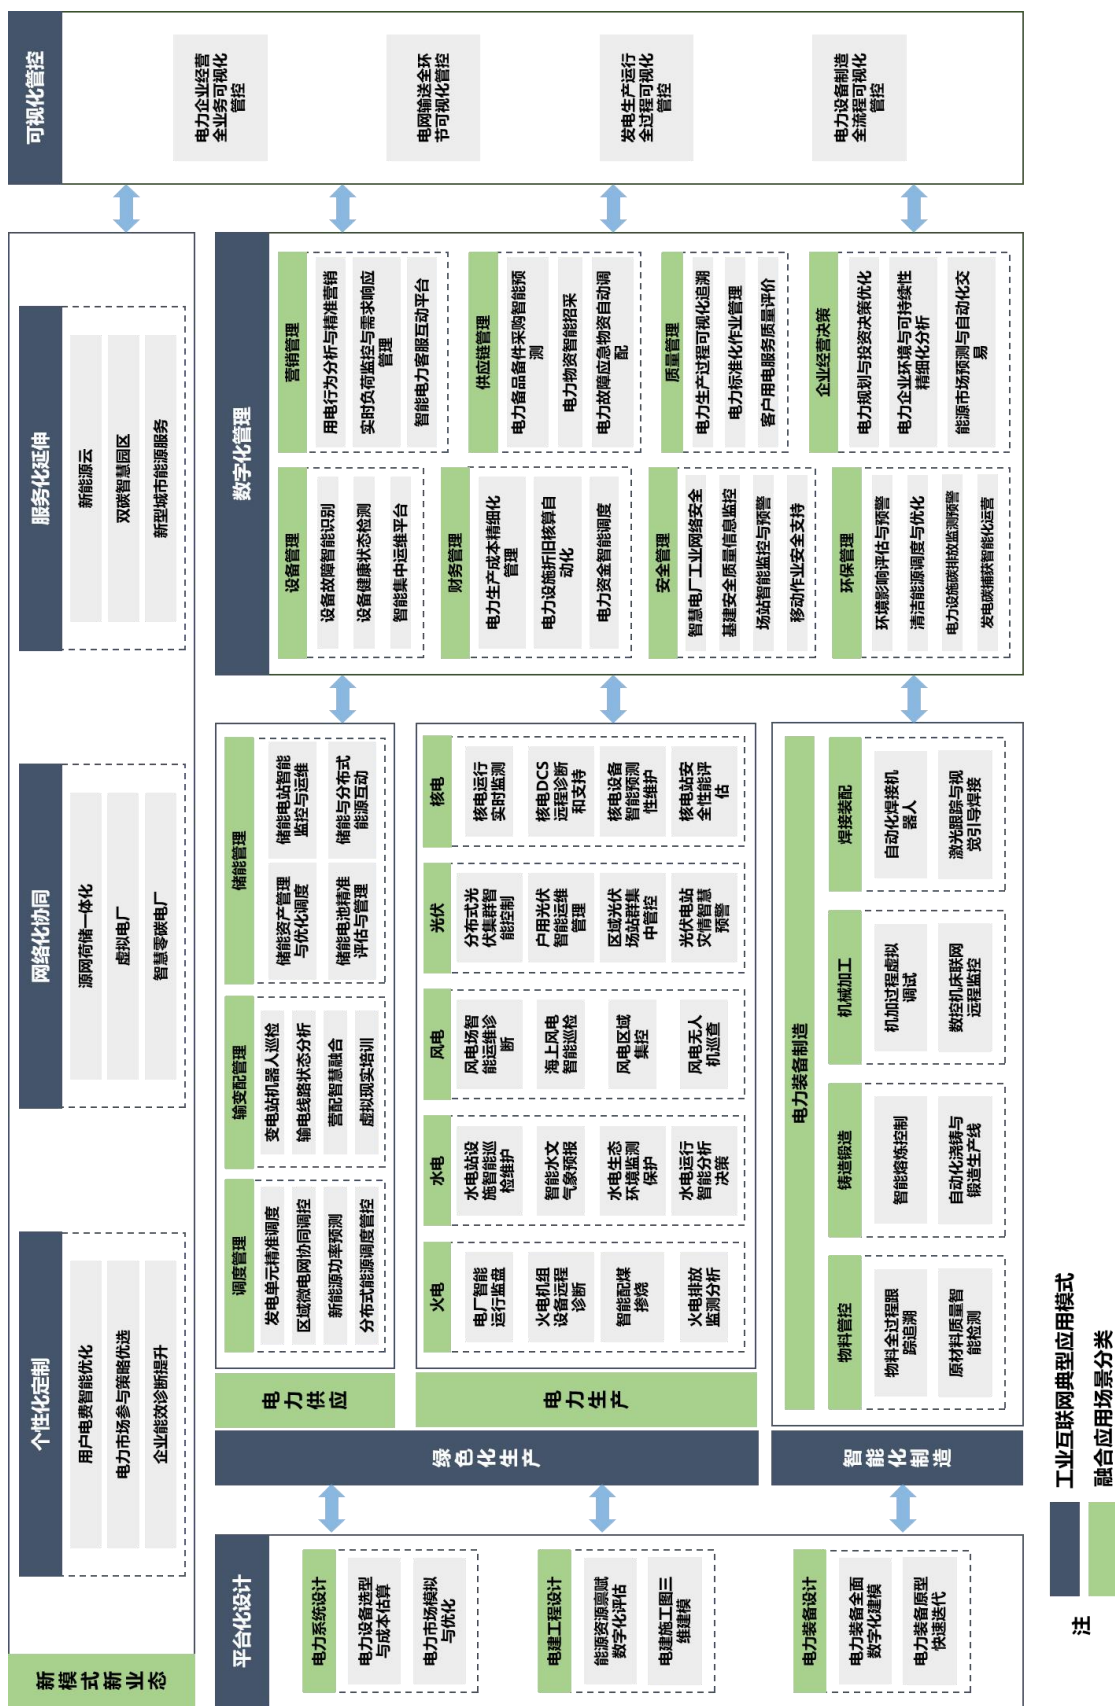 新模式新业态
个性化定制
用户电费智能优化
电力市场参与策略优选
企业能效诊断提升
网络化协同
源网荷储一体化
虚拟电厂
智慧零碳电厂
服务化延伸
新能源云
双碳智慧园区
新型城市能源服务
平台化设计
电力系统设计
电力设备选型
与成本估算
电力市场模拟
与优化
电建工程设计
能源资源禀赋
数字化评估
电建施工图三
维建模
电力装备设计
电力装备全面
数字化建模
电力装备原型
快速迭代
绿色化生产
电力供应
调度管理
发电单元精准调度
区域微电网协同调控
新能源功率预测
分布式能源调度管控
输变配管理
变电站机器人巡检
输电线路状态分析
营配智慧融合
虚拟现实培训
储能管理
储能资产管理
与优化调度
储能电池精准
评估与管理
储能电站智能
监控与运维
储能与分布式
能源互动
电力生产
火电
电厂智能
运行监盘
火电机组
设备远程
诊断
智能配煤
掺烧
火电排放
监测分析
水电
水电站设
施智能巡
检维护
智能水文
气象预报
水电生态
环境监测
保护
水电运行
智能分析
决策
风电
风电场智
能运维诊
断
海上风电
智能巡检
风电区域
集控
风电无人
机巡查
光伏
分布式光
伏集群智
能控制
户用光伏
智能运维
管理
区域光伏
场站群集
中管控
光伏电站
灾情智慧
预警
核电
核电运行
实时监测
核电DCS
远程诊断
和支持
核电设备
智能预测
性维护
核电站安
全性能评
估
智能化制造
电力装备制造
物料管控
物料全过程跟
踪追溯
原材料质量智
能检测
铸造锻造
智能熔炼控制
自动化浇铸与
锻造生产线
机械加工
机加过程虚拟
调试
数控机床联网
远程监控
焊接装配
自动化焊接机
器人
激光跟踪与视
觉引导焊接
数字化管理
设备管理
设备故障智能识别
设备健康状态检测
智能集中运维平台
营销管理
用电行为分析与精准营销
实时负荷监控与需求响应
管理
智能电力客服互动平台
财务管理
电力生产成本精细化
管理
电力设施折旧核算自
动化
电力资金智能调度
供应链管理
电力备品备件采购智能预
测
电力物资智能招采
电力故障应急物资自动调
配
安全管理
智慧电厂工业网络安全
基建安全质量信息监控
场站智能监控与预警
移动作业安全支持
质量管理
电力生产过程可视化追溯
电力标准化作业管理
客户用电服务质量评价
环保管理
环境影响评估与预警
清洁能源调度与优化
电力设施碳排放监测预警
发电碳捕获智能化运营
企业经营决策
电力规划与投资决策优化
电力企业环境与可持续性
精细化分析
能源市场预测与自动化交
易
可视化管控
电力企业经营
全业务可视化
管控
电网输送全环
节可视化管控
发电生产运行
全过程可视化
管控
电力设备制造
全流程可视化
管控
注
工业互联网典型应用模式
融合应用场景分类